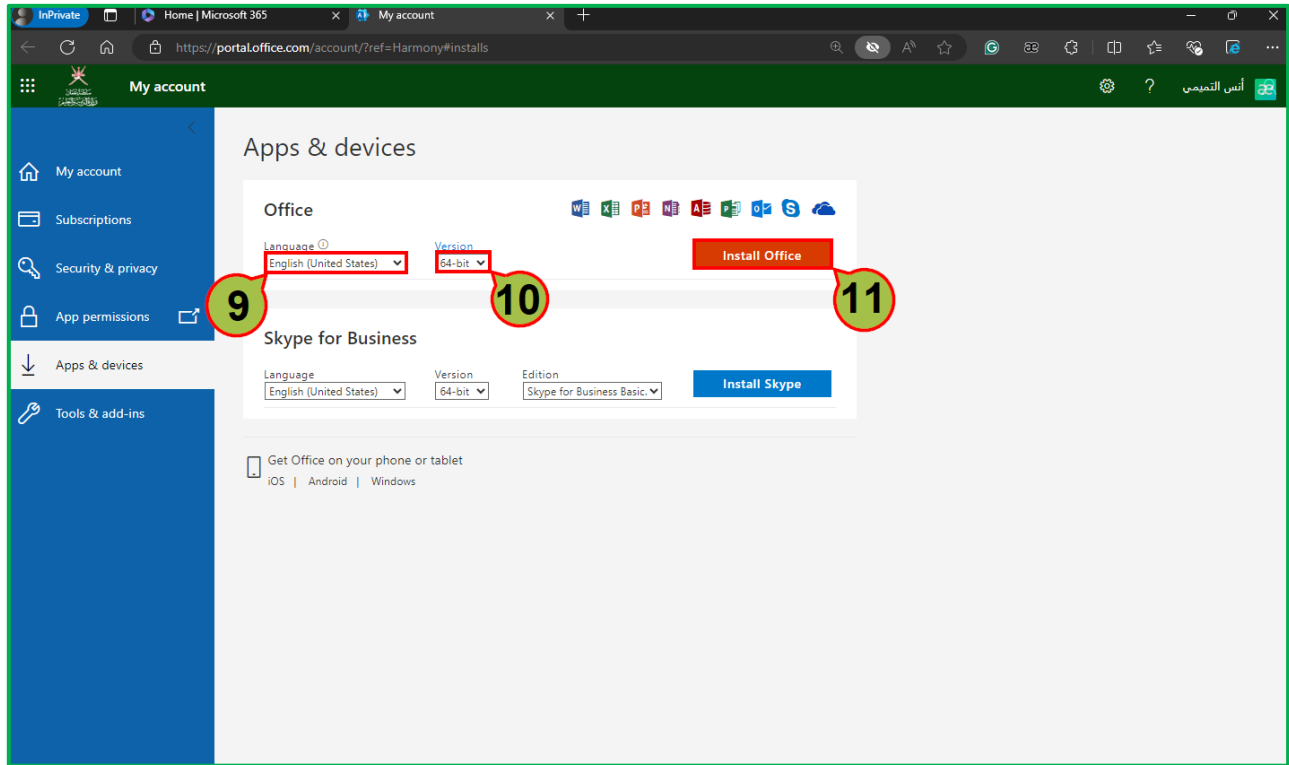 InPrivate
Home | Microsoft 365
My account
https://portal.office.com/account/?ref=Harmony#installs
My account
أنس التميمي
My account
Subscriptions
Security & privacy
App permissions
Apps & devices
Tools & add-ins
Apps & devices
Office
Language
Version
English (United States)
64-bit
Install Office
9
10
11
Skype for Business
Language
Version
Edition
English (United States)
64-bit
Skype for Business Basic.
Install Skype
Get Office on your phone or tablet
iOS | Android | Windows